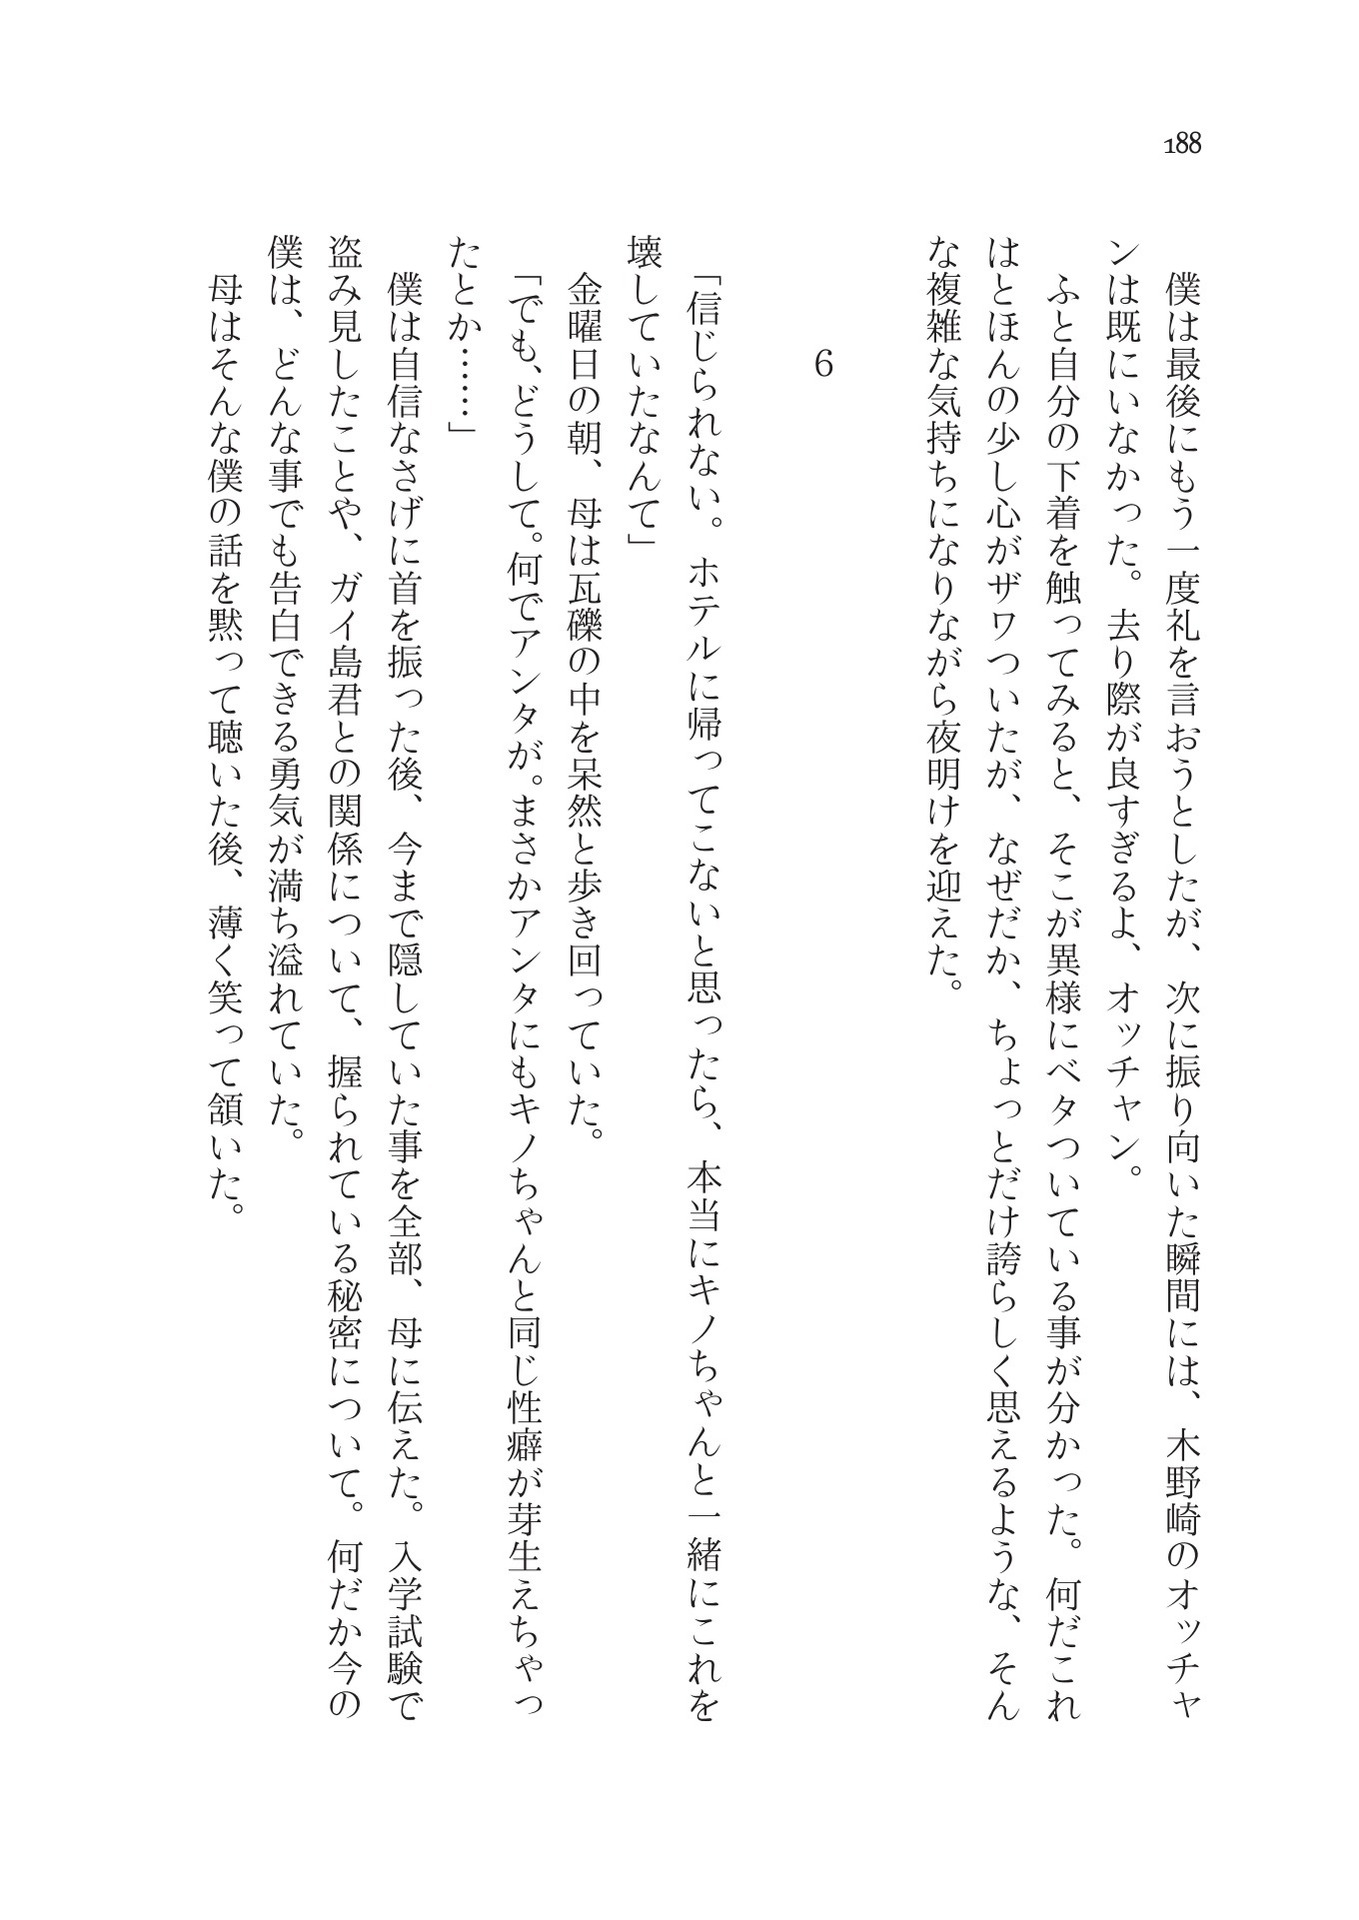 188
　僕は最後にもう一度礼を言おうとしたが、次に振り向いた瞬間には、木野崎のオッチャ
ンは既にいなかった。去り際が良すぎるよ、オッチャン。
　ふと自分の下着を触ってみると、そこが異様にベタついている事が分かった。何だこれ
はとほんの少し心がザワついたが、なぜだか、ちょっとだけ誇らしく思えるような、そん
な複雑な気持ちになりながら夜明けを迎えた。
6
「信じられない。ホテルに帰ってこないと思ったら、本当にキノちゃんと一緒にこれを
壊していたなんて」
　金曜日の朝、母は瓦礫の中を呆然と歩き回っていた。
「でも、どうして。何でアンタが。まさかアンタにもキノちゃんと同じ性癖が芽生えちゃっ
たとか……」
　僕は自信なさげに首を振った後、今まで隠していた事を全部、母に伝えた。入学試験で
盗み見したことや、ガイ島君との関係について、握られている秘密について。何だか今の
僕は、どんな事でも告白できる勇気が満ち溢れていた。
　母はそんな僕の話を黙って聴いた後、薄く笑って頷いた。